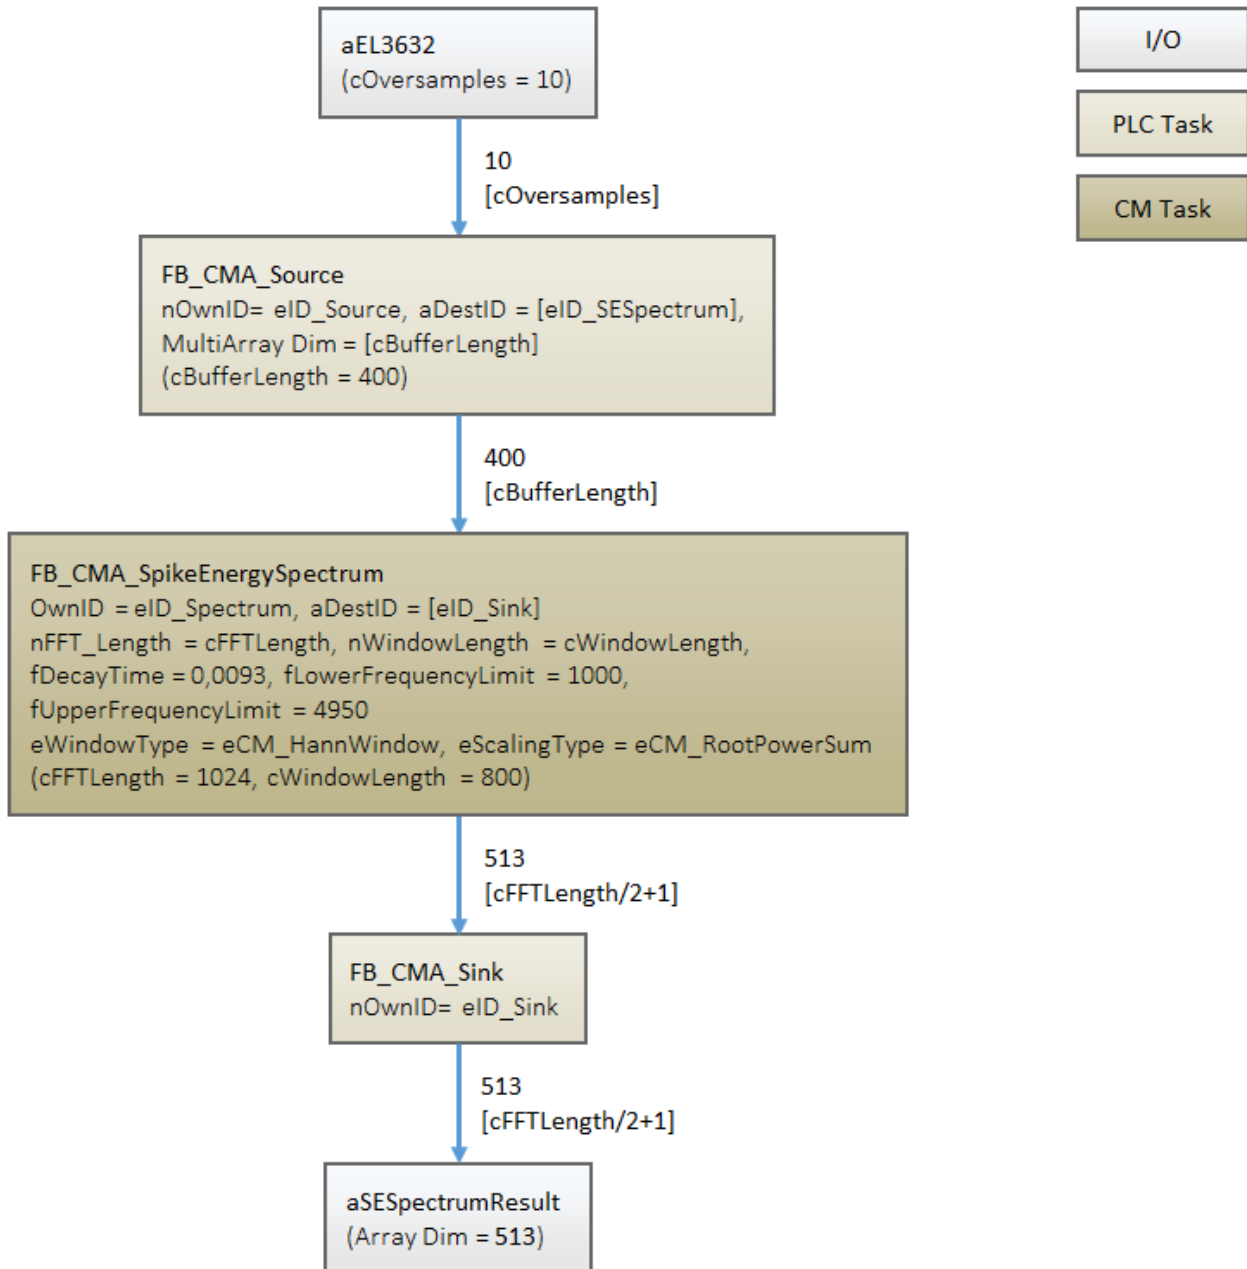 aEL3632
(cOversamples = 10)
I/O
PLC Task
CM Task
10
[cOversamples]
FB_CMA_Source
nOwnID= eID_Source, aDestID = [eID_SESpectrum],
MultiArray Dim = [cBufferLength]
(cBufferLength = 400)
400
[cBufferLength]
FB_CMA_SpikeEnergySpectrum
OwnID = eID_Spectrum, aDestID = [eID_Sink]
nFFT_Length = cFFTLength, nWindowLength = cWindowLength,
fDecayTime = 0,0093, fLowerFrequencyLimit = 1000,
fUpperFrequencyLimit = 4950
eWindowType = eCM_HannWindow, eScalingType = eCM_RootPowerSum
(cFFTLength = 1024, cWindowLength = 800)
513
[cFFTLength/2+1]
FB_CMA_Sink
nOwnID= eID_Sink
513
[cFFTLength/2+1]
aSESpectrumResult
(Array Dim = 513)